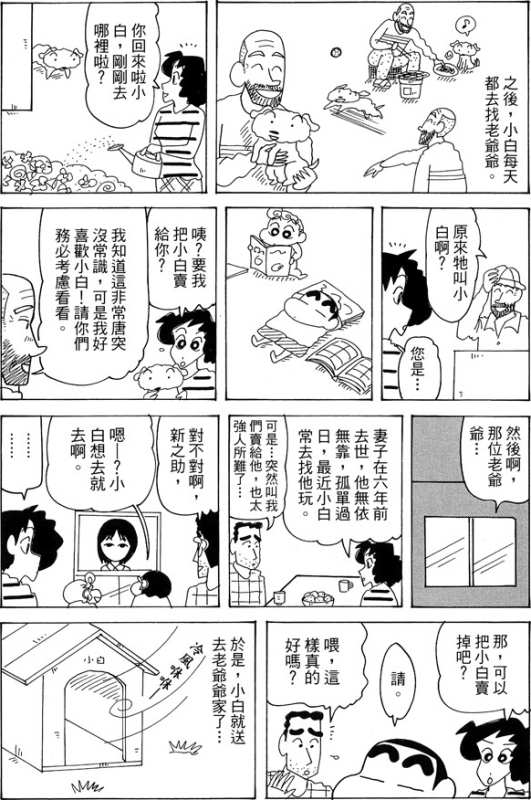 之後，小白每天
都去找老爺爺。
你回來啦小
白，剛剛去
哪裡啦？
原來牠叫小
白啊？
您是…
咦？要我
把小白賣
給你？
我知道這非常唐突
沒常識，可是我好
喜歡小白！請你們
務必考慮看看。
然後啊，
那位老爺
爺…
妻子在六年前
去世，他無依
無靠，孤單過
日，最近小白
常去找他玩。
可是…突然叫我
們賣給他，也太
強人所難了…
對不對啊，
新之助，
嗯—？小
白想去就
去啊。
………
………
那，可以
把小白賣
掉吧？
請。
喂，這
樣真的
好嗎？
於是，小白就送
去老爺爺家了…
冷風咻咻
小白